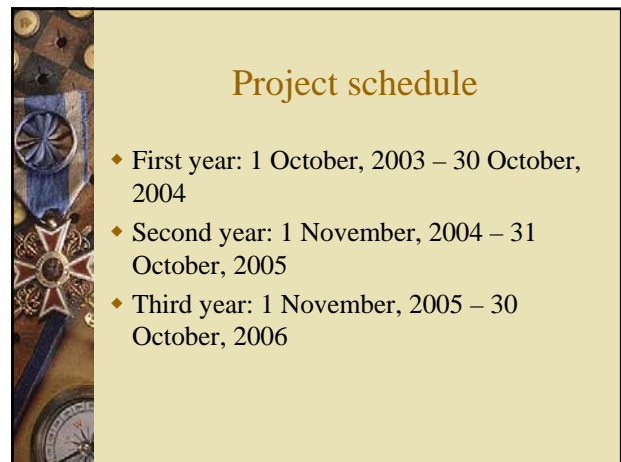 Project schedule
First year: 1 October, 2003 – 30 October,
2004
Second year: 1 November, 2004 – 31
October, 2005
Third year: 1 November, 2005 – 30
October, 2006